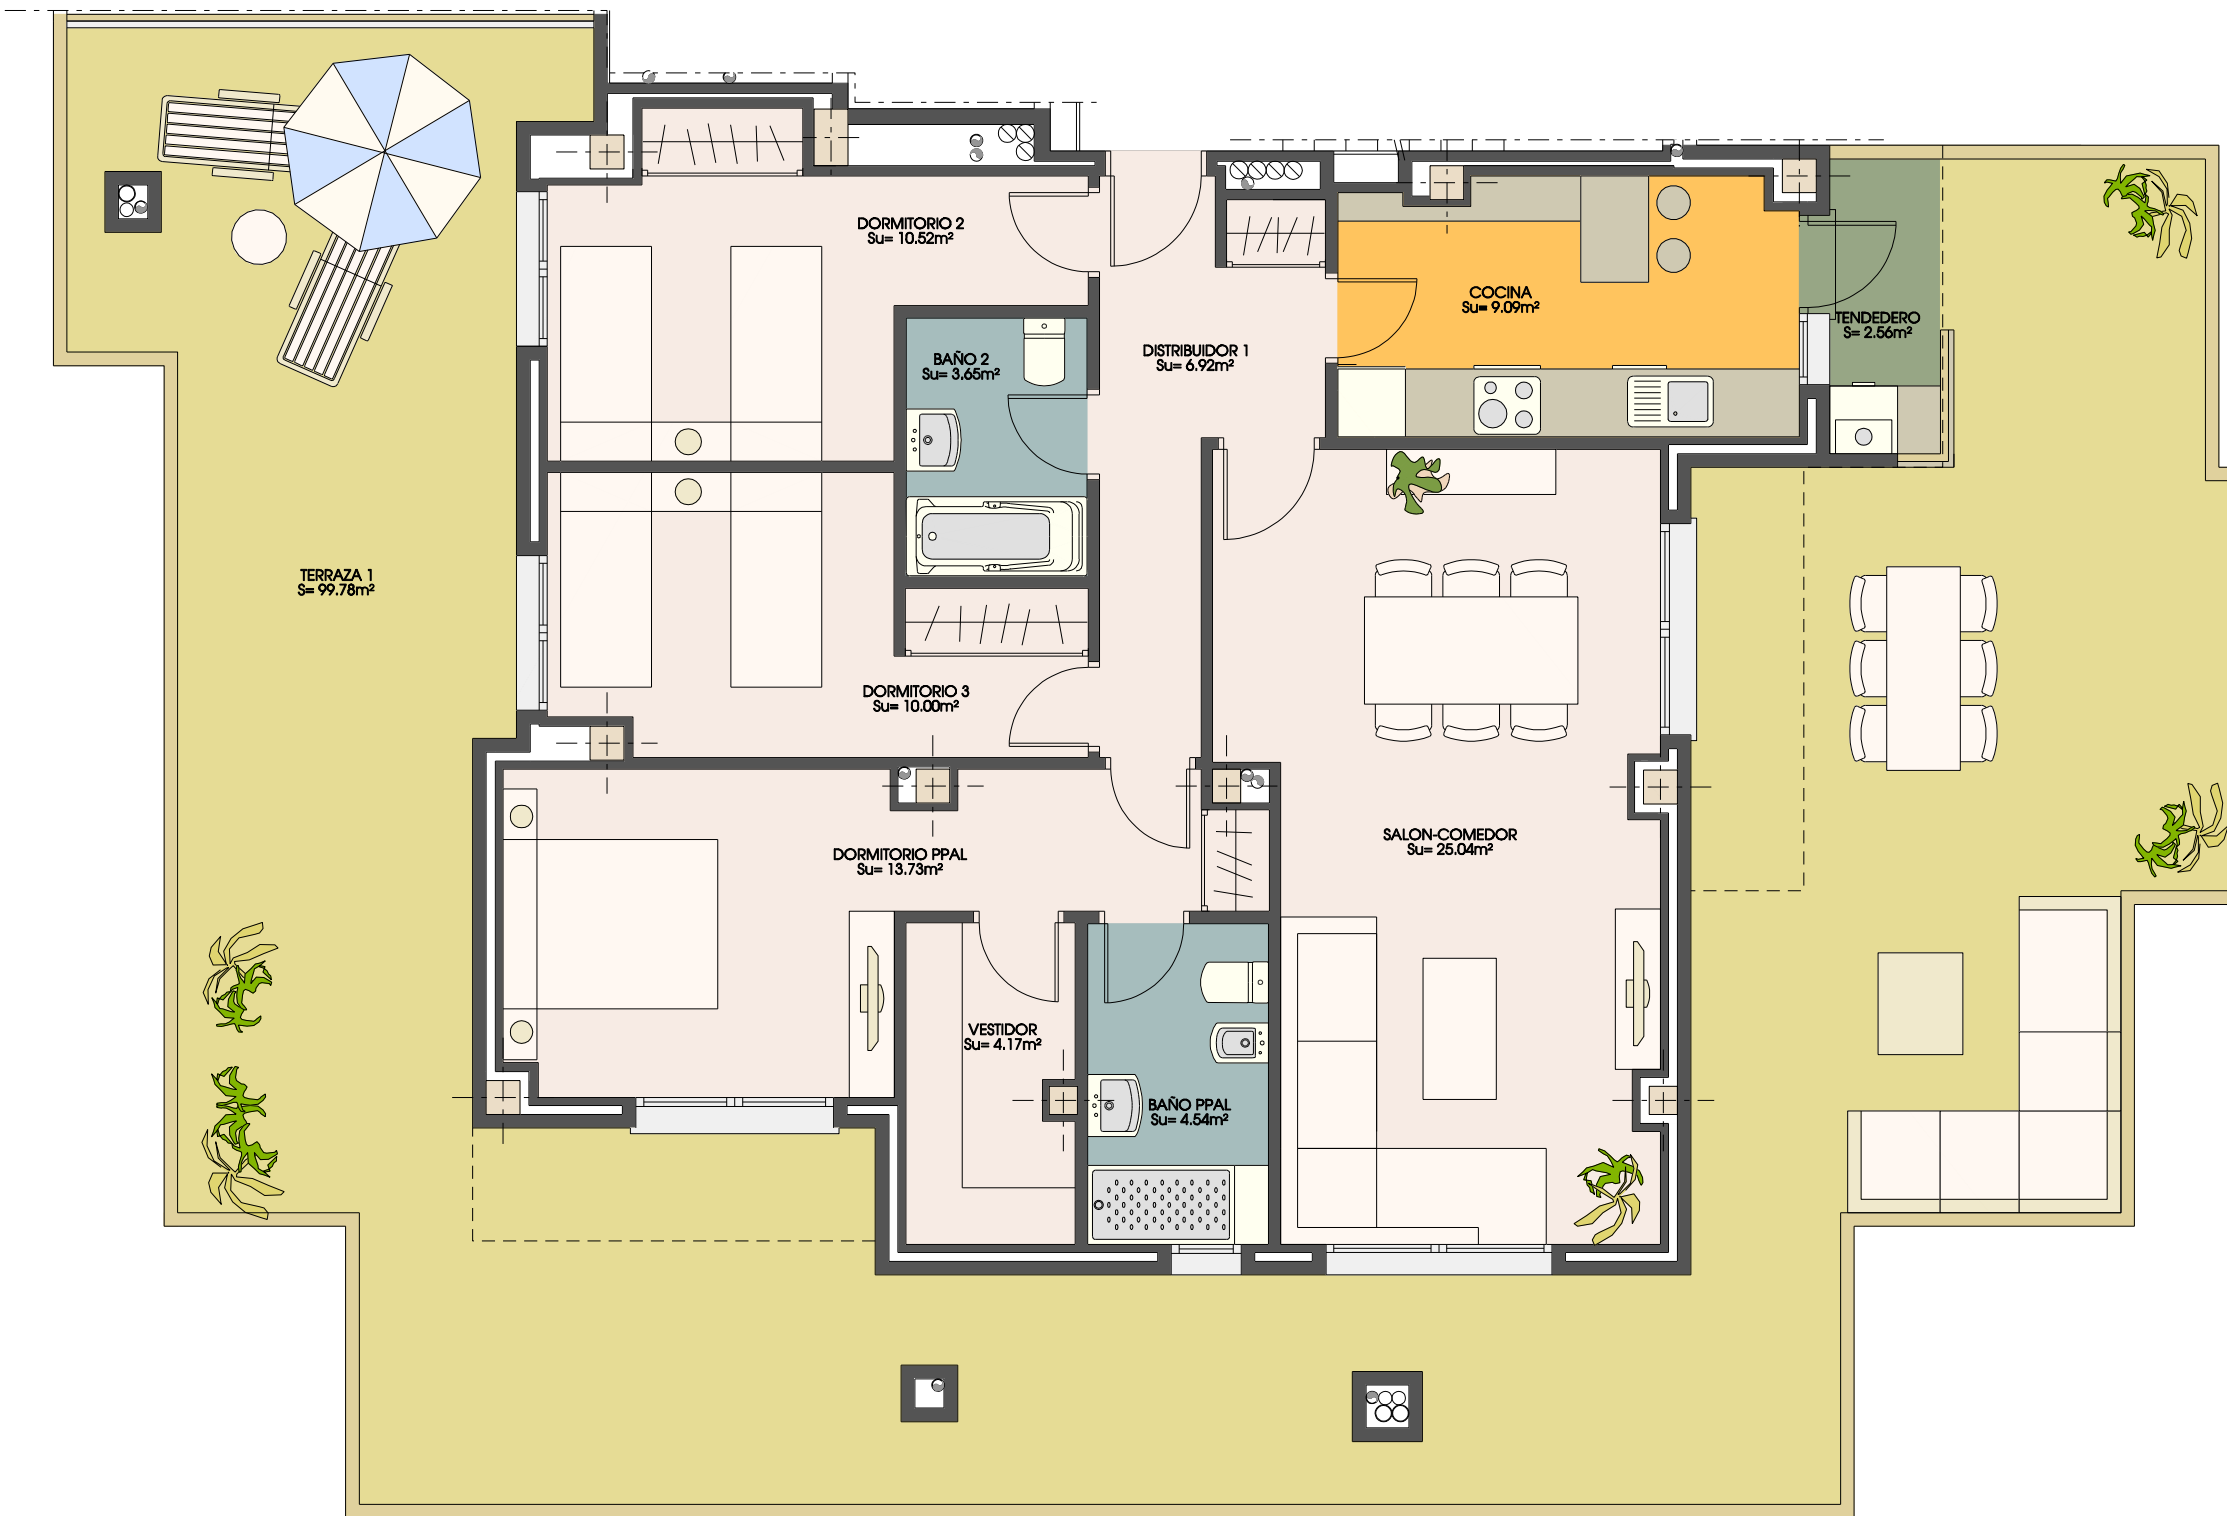 DORMITORIO 2
Su= 10.52m²
COCINA
Su= 9.09m²
TENDEDERO
S= 2.56m²
DISTRIBUIDOR 1
Su= 6.92m²
BAÑO 2
Su= 3.65m²
TERRAZA 1
S= 99.78m²
DORMITORIO 3
Su= 10.00m²
SALON-COMEDOR
Su= 25.04m²
DORMITORIO PPAL
Su= 13.73m²
VESTIDOR
Su= 4.17m²
BAÑO PPAL
Su= 4.54m²